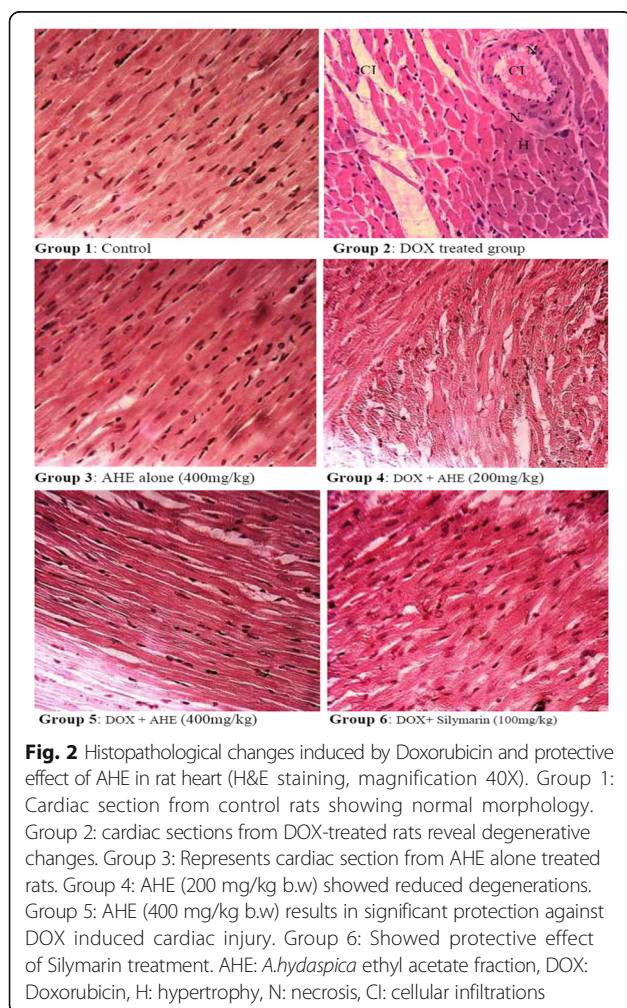 CI
N
CI
N
H
Group 1: Control
Group 2: DOX treated group
Group 3: AHE alone (400mg/kg)
Group 4: DOX + AHE (200mg/kg)
Group 5: DOX + AHE (400mg/kg)
Group 6: DOX+ Silymarin (100mg/kg)
Fig. 2 Histopathological changes induced by Doxorubicin and protective
effect of AHE in rat heart (H&E staining, magnification 40X). Group 1:
Cardiac section from control rats showing normal morphology.
Group 2: cardiac sections from DOX-treated rats reveal degenerative
changes. Group 3: Represents cardiac section from AHE alone treated
rats. Group 4: AHE (200 mg/kg b.w) showed reduced degenerations.
Group 5: AHE (400 mg/kg b.w) results in significant protection against
DOX induced cardiac injury. Group 6: Showed protective effect
of Silymarin treatment. AHE: A.hydaspica ethyl acetate fraction, DOX:
Doxorubicin, H: hypertrophy, N: necrosis, CI: cellular infiltrations